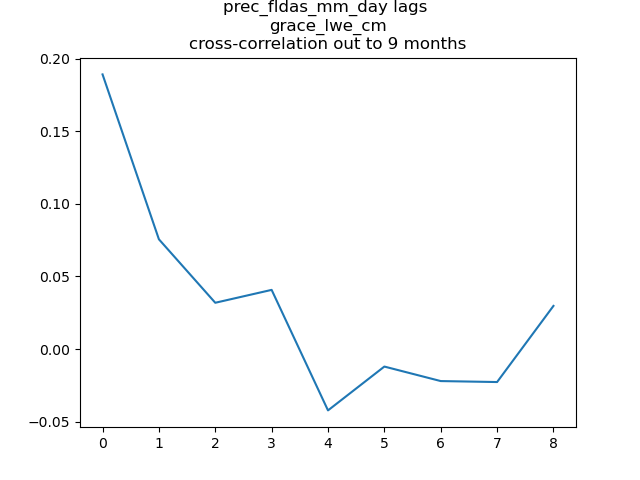 prec_fldas_mm_day lags
grace_lwe_cm
cross-correlation out to 9 months
0.20
0.15
0.10
0.05
0.00
−0.05
0 1 2 3 4 5 6 7 8